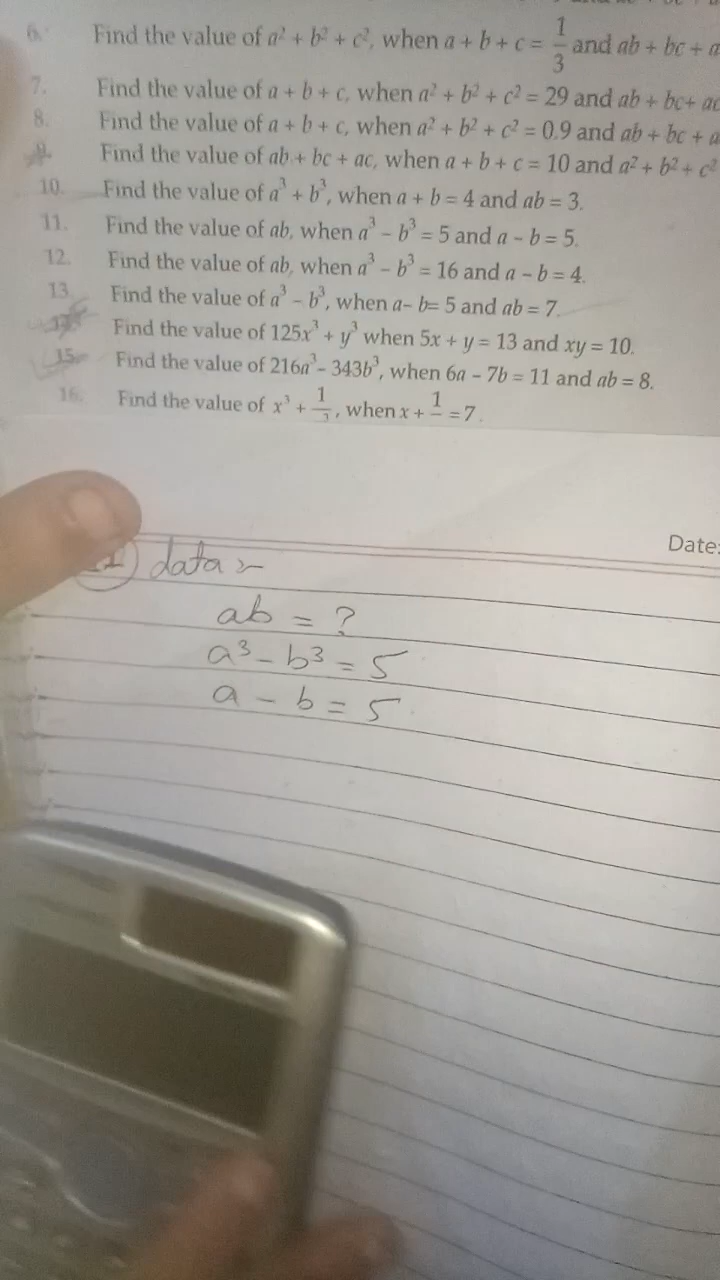 6. Find the value of a² + b² + c², when a + b + c = 1/3 and ab + bc + a
7. Find the value of a + b + c, when a² + b² + c² = 29 and ab + bc + ac
8. Find the value of a + b + c, when a² + b² + c² = 0.9 and ab + bc + a
9. Find the value of ab + bc + ac, when a + b + c = 10 and a² + b² + c²
10. Find the value of a³ + b³, when a + b = 4 and ab = 3.
11. Find the value of ab, when a³ - b³ = 5 and a - b = 5.
12. Find the value of ab, when a³ - b³ = 16 and a - b = 4.
13. Find the value of a³ - b³, when a - b = 5 and ab = 7.
Find the value of 125x³ + y³ when 5x + y = 13 and xy = 10.
15. Find the value of 216a³ - 343b³, when 6a - 7b = 11 and ab = 8.
16. Find the value of x³ + 1/ , when x + 1/ = 7.
Date:
data :-
ab = ?
a³ - b³ = 5
a - b = 5